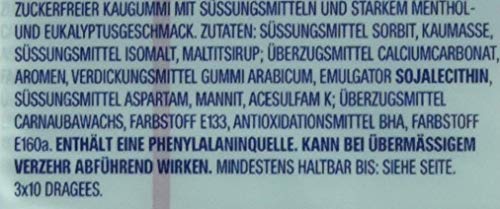 ZUCKERFREIER KAUGUMMI MIT SÜSSUNGSMITTELN UND STARKEM MENTHOL-
UND EUKALYPTUSGESCHMACK. ZUTATEN: SÜSSUNGSMITTEL SORBIT, KAUMASSE,
SÜSSUNGSMITTEL ISOMALT, MALTITSIRUP; ÜBERZUGSMITTEL CALCIUMCARBONAT,
AROMEN, VERDICKUNGSMITTEL GUMMI ARABICUM, EMULGATOR SOJALECITHIN,
SÜSSUNGSMITTEL ASPARTAM, MANNIT, ACESULFAM K; ÜBERZUGSMITTEL
CARNAUBAWACHS, FARBSTOFF E133, ANTIOXIDATIONSMITTEL BHA, FARBSTOFF
E160a. ENTHÄLT EINE PHENYLALANINQUELLE. KANN BEI ÜBERMÄSSIGEM
VERZEHR ABFÜHREND WIRKEN. MINDESTENS HALTBAR BIS: SIEHE SEITE.
3x10 DRAGEES.